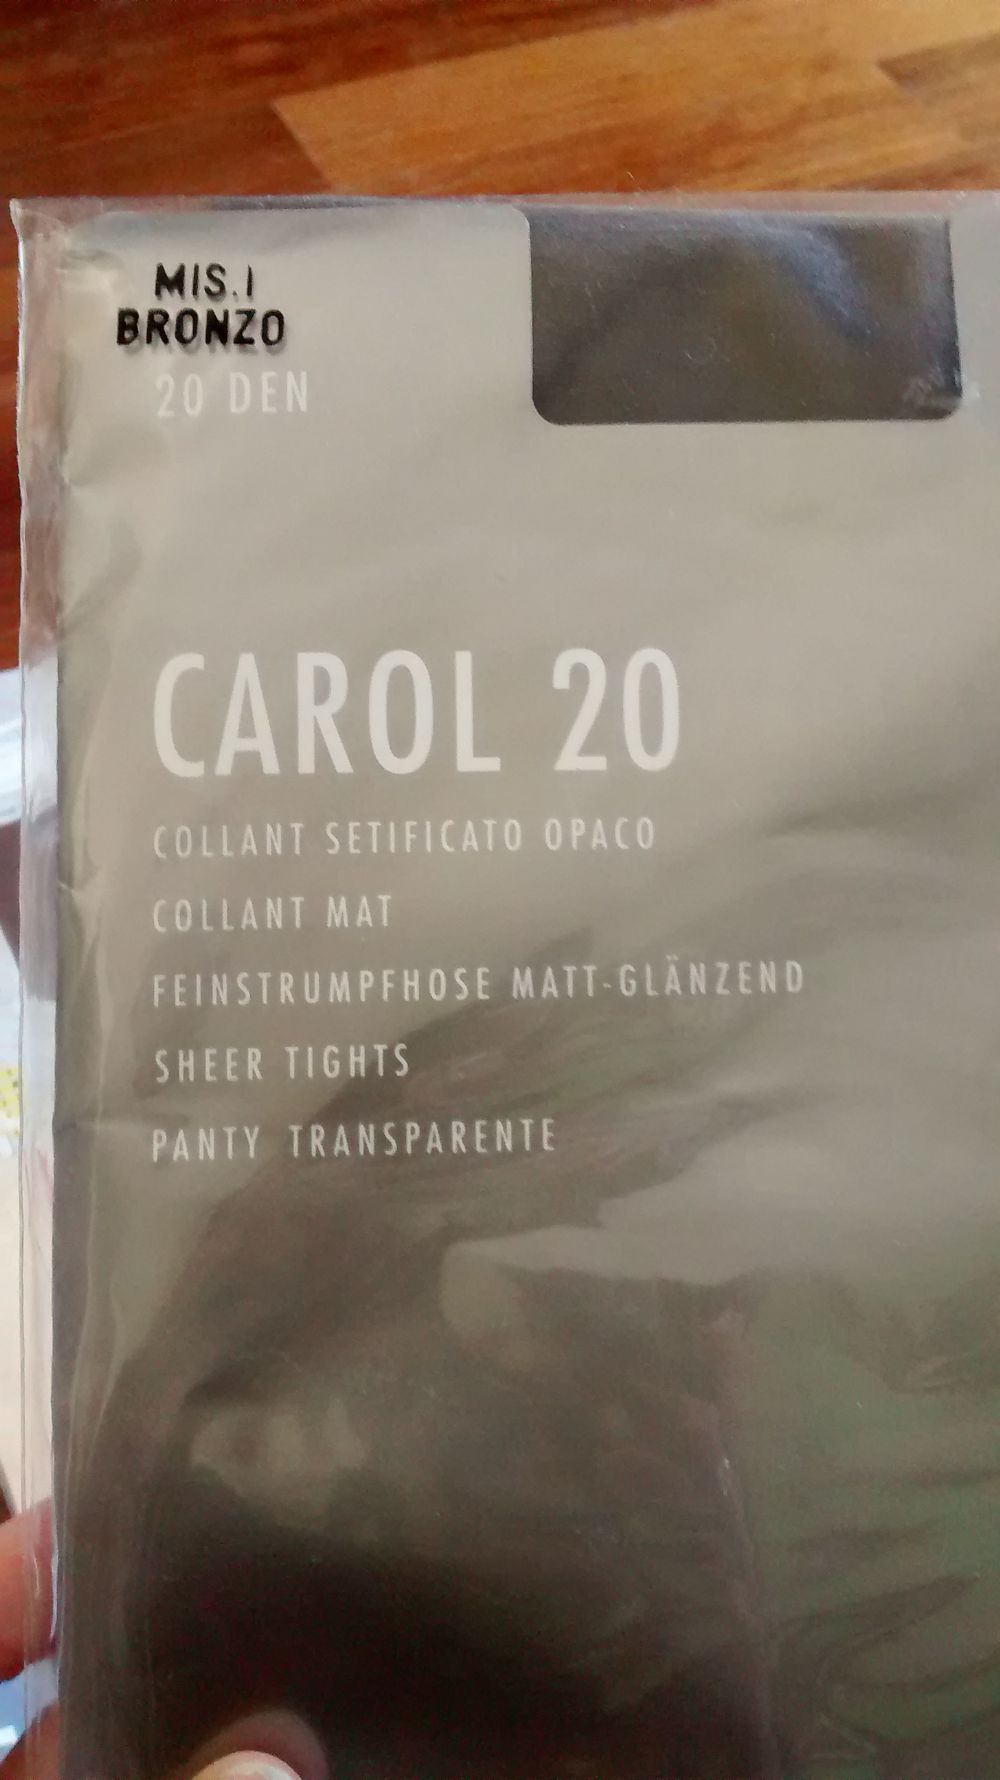 MIS.I
BRONZO
20 DEN
CAROL 20
COLLANT SETIFICATO OPACO
COLLANT MAT
FEINSTRUMPFHOSE MATT-GLÄNZEND
SHEER TIGHTS
PANTY TRANSPARENTE